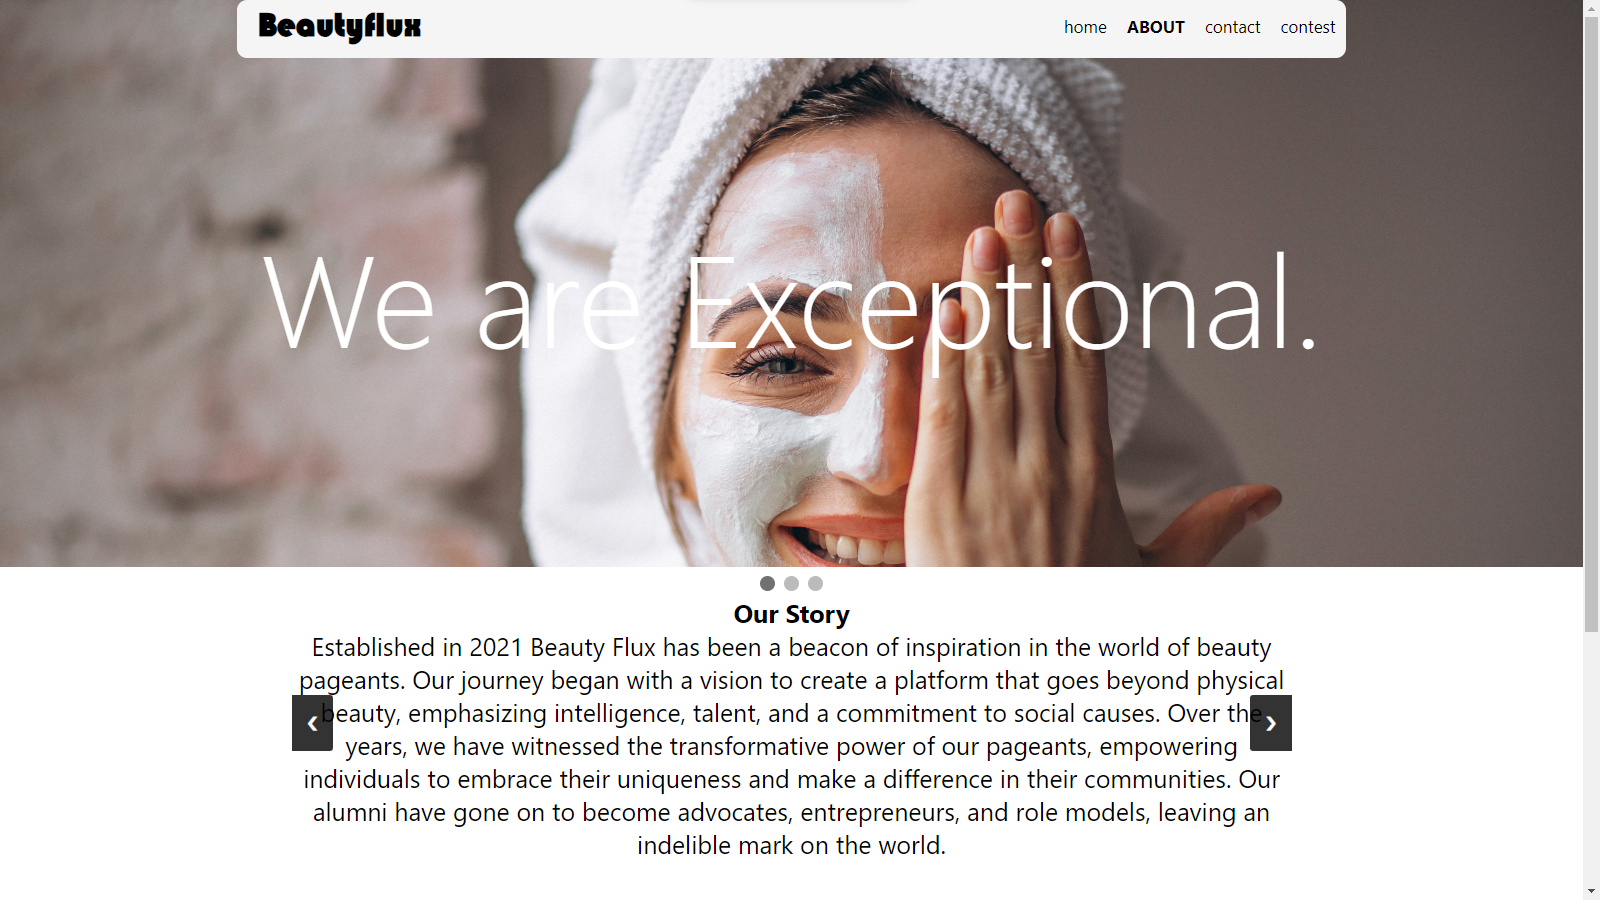 Beautyflux
home ABOUT contact contest
We are Exceptional.
Our Story
Established in 2021 Beauty Flux has been a beacon of inspiration in the world of beauty
pageants. Our journey began with a vision to create a platform that goes beyond physical
beauty, emphasizing intelligence, talent, and a commitment to social causes. Over the
years, we have witnessed the transformative power of our pageants, empowering
individuals to embrace their uniqueness and make a difference in their communities. Our
alumni have gone on to become advocates, entrepreneurs, and role models, leaving an
indelible mark on the world.